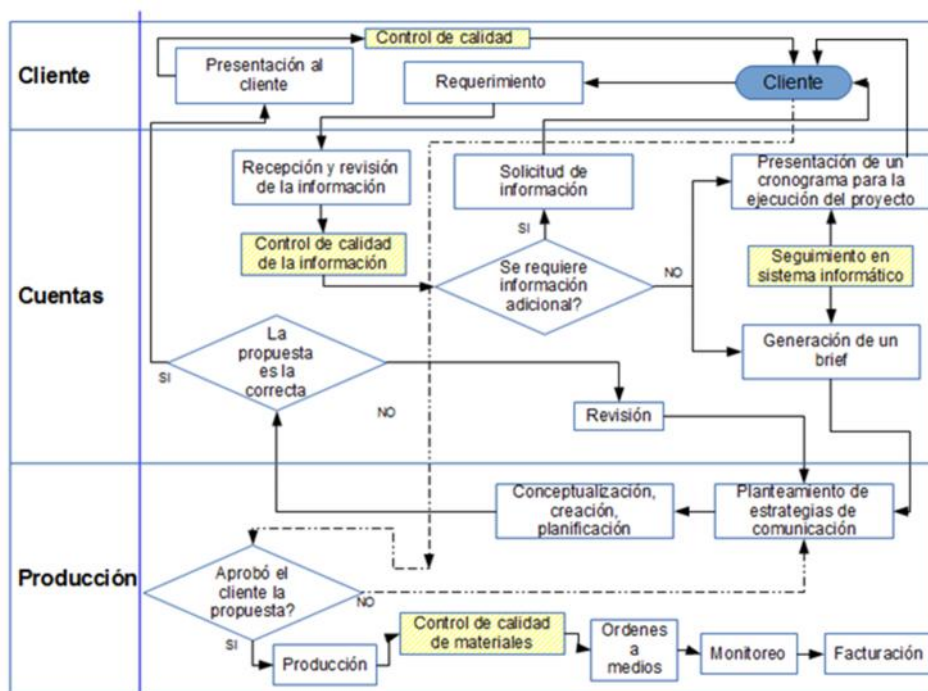 Cliente
Control de calidad
Presentación al
cliente
Requerimiento
Cliente
Cuentas
Recepción y revisión
de la información
Solicitud de
información
Presentación de un
cronograma para la
ejecución del proyecto
SI
Control de calidad
de la información
Se requiere
información
adicional?
NO
Seguimiento en
sistema informático
La
propuesta
es la
correcta
SI
NO
Generación de un
brief
Revisión
Producción
Conceptualización,
creación,
planificación
Planteamiento de
estrategias de
comunicación
Aprobó el
cliente la
propuesta?
NO
SI
Producción
Control de calidad
de materiales
Ordenes
a
medios
Monitoreo
Facturación